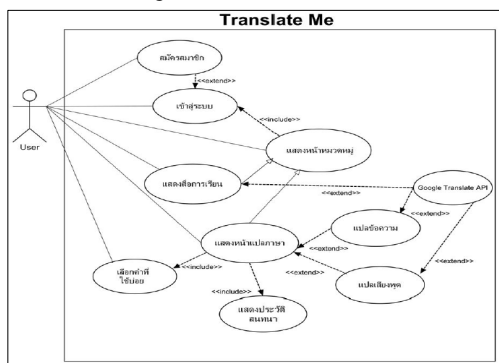 Translate Me
สมัครสมาชิก
<<extend>>
เข้าสู่ระบบ
<<include>>
User
แสดงหน้าหมวดหมู่
แสดงสื่อการเรียน
Google Translate API
<<extend>>
แปลข้อความ
<<extend>>
แสดงหน้าแปลภาษา
<<extend>>
<<extend>>
เลือกคำที่
ใช้บ่อย
<<include>>
<<extend>>
แปลเสียงพูด
<<include>>
แสดงประวัติ
สนทนา